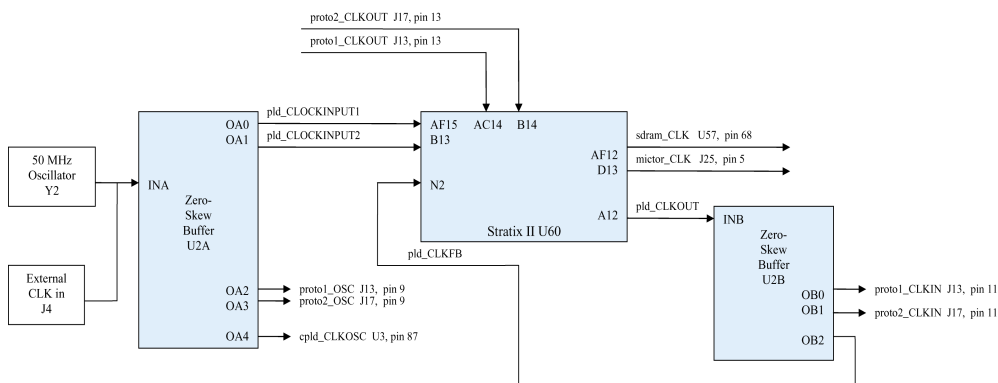 proto2_CLKOUT J17, pin 13
proto1_CLKOUT J13, pin 13
pld_CLOCKINPUT1
pld_CLOCKINPUT2
50 MHz
Oscillator
Y2
External
CLK in
J4
INA
Zero-
Skew
Buffer
U2A
OA0
OA1
OA2
OA3
OA4
proto1_OSC J13, pin 9
proto2_OSC J17, pin 9
cpld_CLKOSC U3, pin 87
AF15
B13
AC14
B14
N2
AF12
D13
A12
Stratix II U60
pld_CLKFB
sdram_CLK U57, pin 68
mictor_CLK J25, pin 5
pld_CLKOUT
INB
Zero-
Skew
Buffer
U2B
OB0
OB1
OB2
proto1_CLKIN J13, pin 11
proto2_CLKIN J17, pin 11